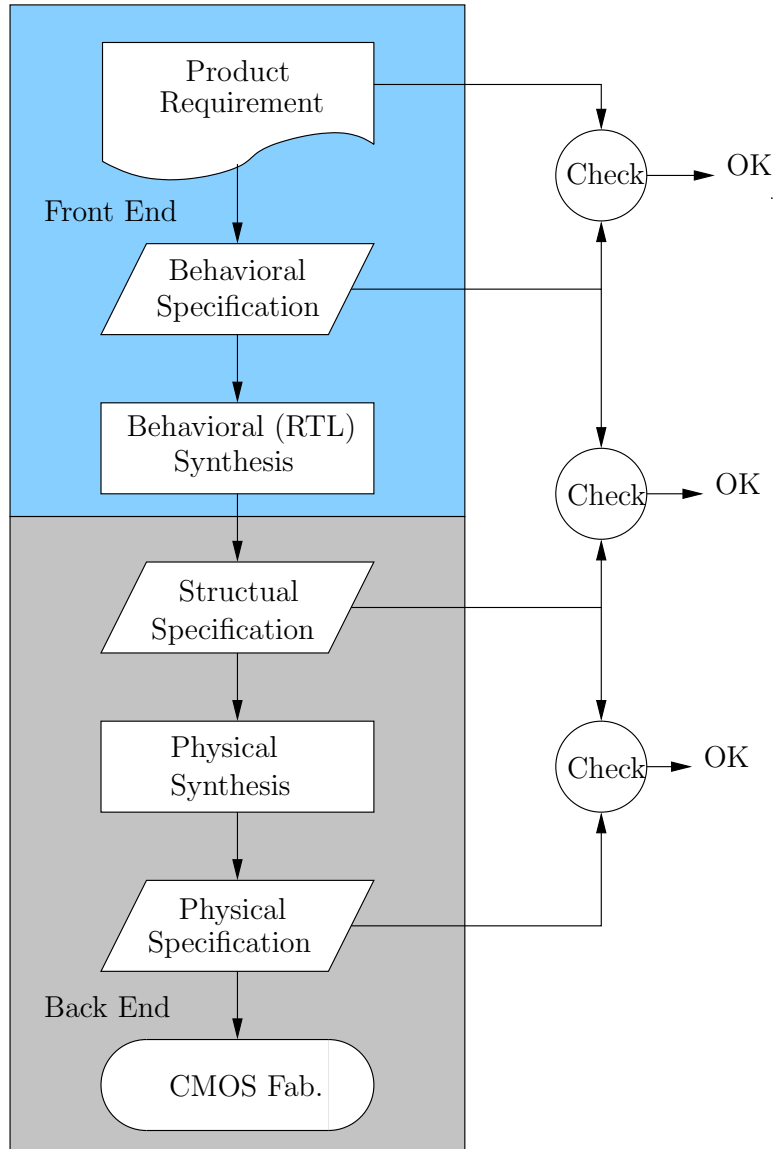 Product
Requirement
Check
OK
.
Front End
Behavioral
Specification
Behavioral (RTL)
Synthesis
Check
OK
Structual
Specification
Physical
Synthesis
Check
OK
Physical
Specification
Back End
CMOS Fab.